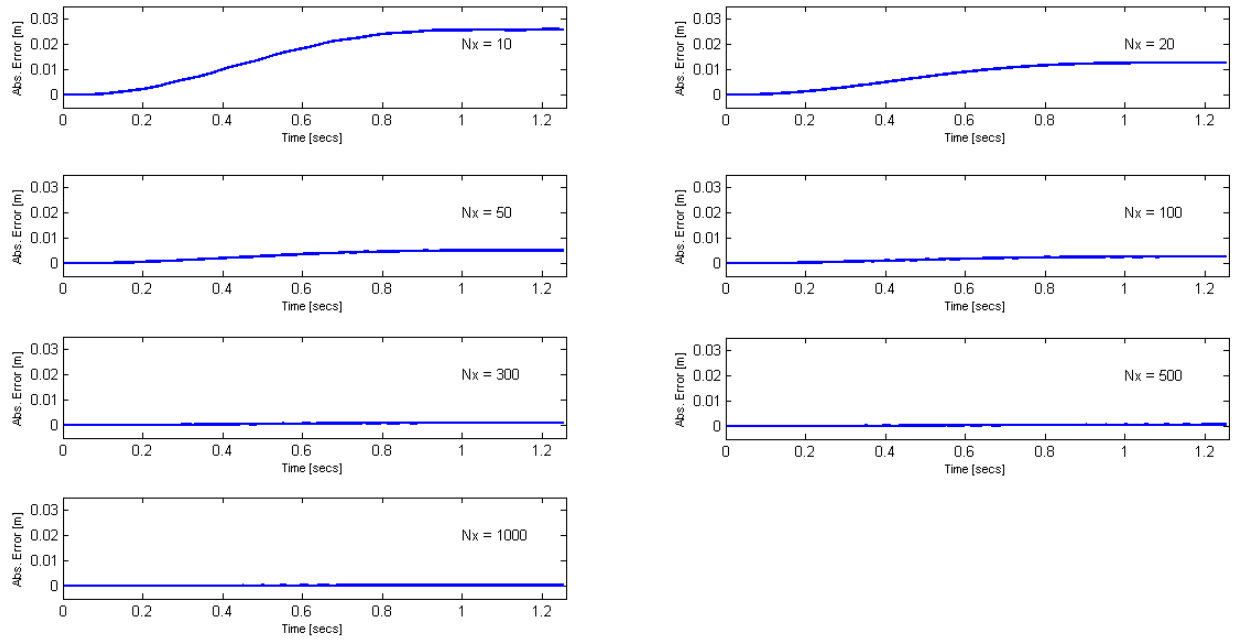 0.03
0.02
0.01
0
Abs. Error [m]
Nx = 10
0 0.2 0.4 0.6 0.8 1 1.2
Time [secs]
0.03
0.02
0.01
0
Abs. Error [m]
Nx = 20
0 0.2 0.4 0.6 0.8 1 1.2
Time [secs]
0.03
0.02
0.01
0
Abs. Error [m]
Nx = 50
0 0.2 0.4 0.6 0.8 1 1.2
Time [secs]
0.03
0.02
0.01
0
Abs. Error [m]
Nx = 100
0 0.2 0.4 0.6 0.8 1 1.2
Time [secs]
0.03
0.02
0.01
0
Abs. Error [m]
Nx = 300
0 0.2 0.4 0.6 0.8 1 1.2
Time [secs]
0.03
0.02
0.01
0
Abs. Error [m]
Nx = 500
0 0.2 0.4 0.6 0.8 1 1.2
Time [secs]
0.03
0.02
0.01
0
Abs. Error [m]
Nx = 1000
0 0.2 0.4 0.6 0.8 1 1.2
Time [secs]